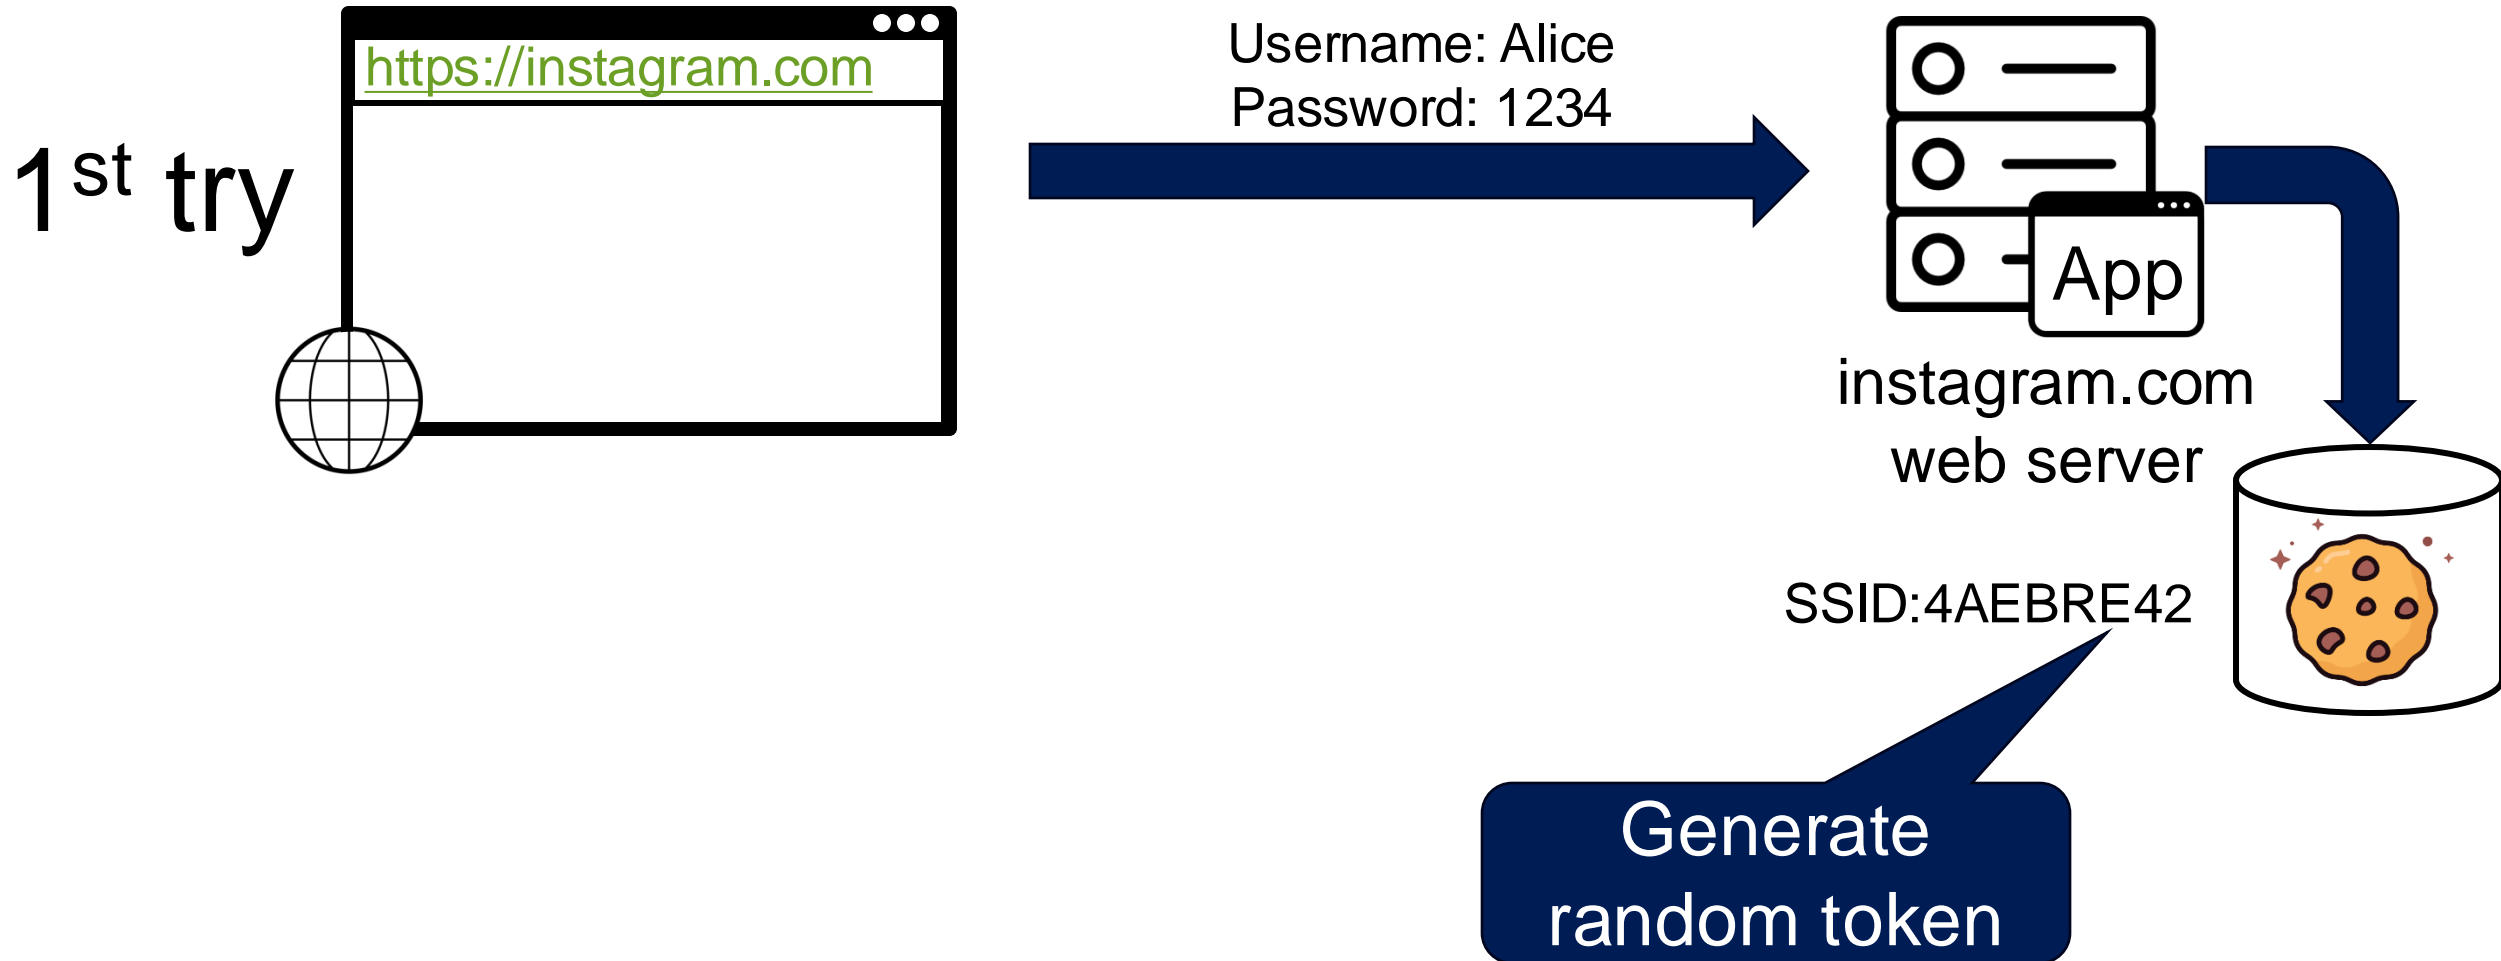 https://instagram.com
Username: Alice
Password: 1234
1st try
App
instagram.com
web server
SSID:4AEBRE42
Generate
random token